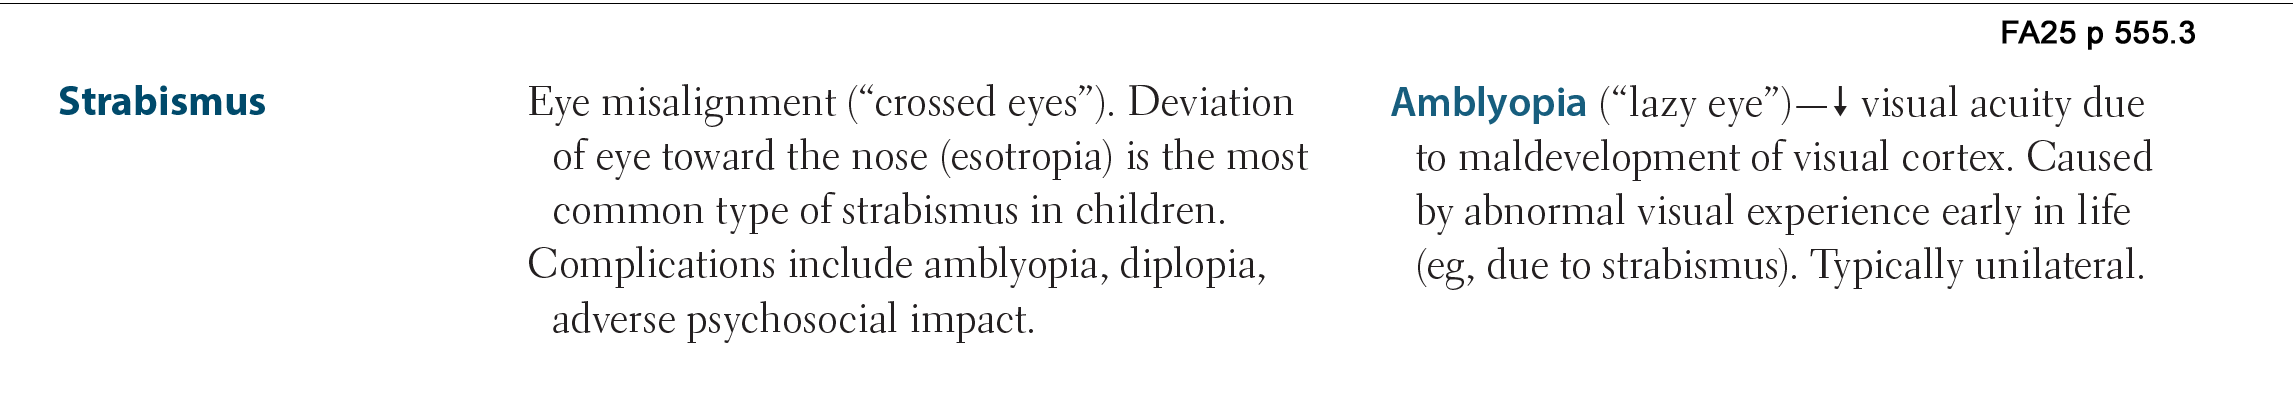 FA25 p 555.3
Strabismus
Eye misalignment (“crossed eyes”). Deviation
of eye toward the nose (esotropia) is the most
common type of strabismus in children.
Complications include amblyopia, diplopia,
adverse psychosocial impact.
Amblyopia (“lazy eye”)—↓ visual acuity due
to maldevelopment of visual cortex. Caused
by abnormal visual experience early in life
(eg, due to strabismus). Typically unilateral.